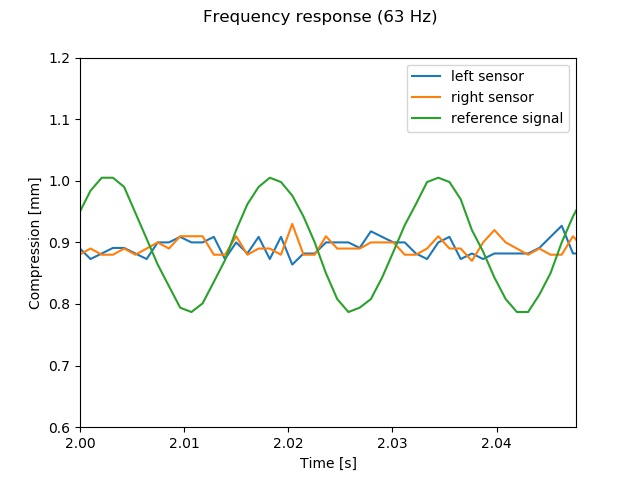 Frequency response (63 Hz)
left sensor
right sensor
reference signal
Compression [mm]
1.2
1.1
1.0
0.9
0.8
0.7
0.6
2.00
2.01
2.02
2.03
2.04
Time [s]